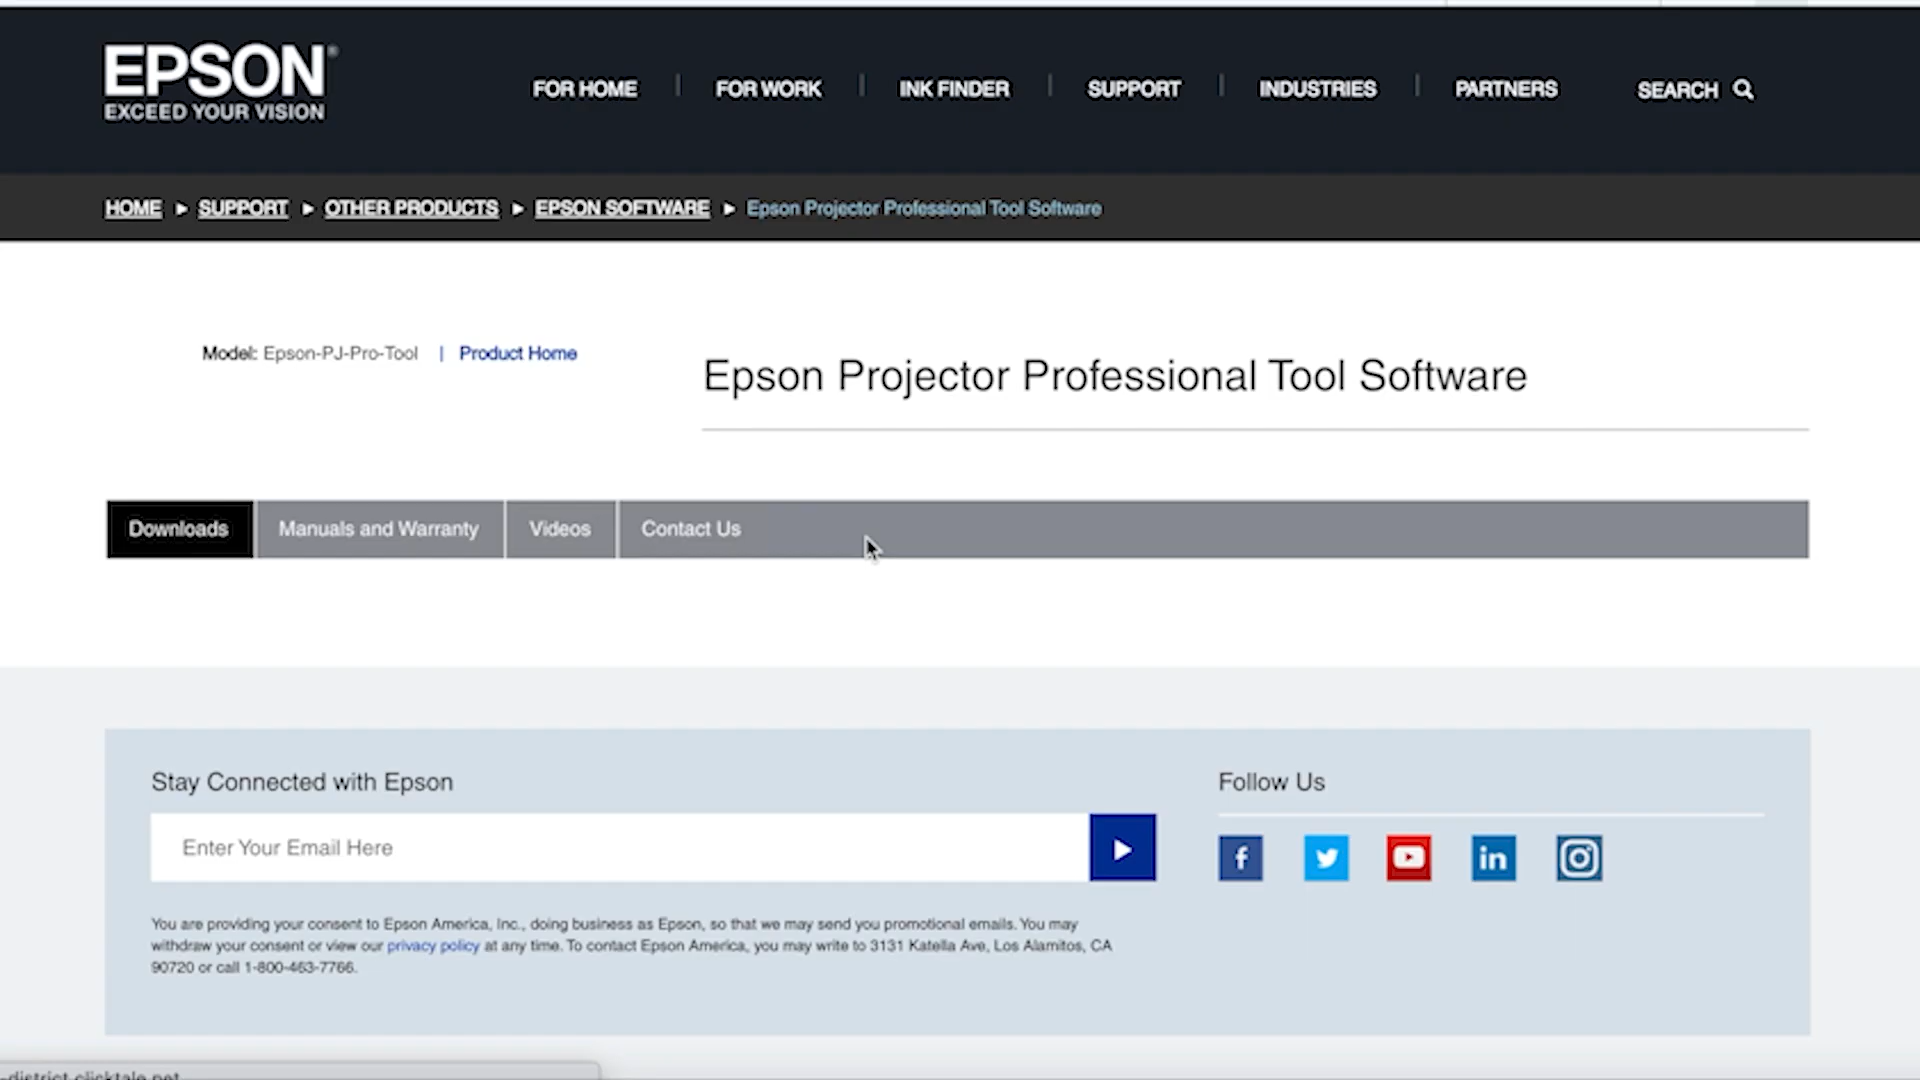 EPSON®
EXCEED YOUR VISION
FOR HOME
FOR WORK
INK FINDER
SUPPORT
INDUSTRIES
PARTNERS
SEARCH
HOME ▶ SUPPORT ▶ OTHER PRODUCTS ▶ EPSON SOFTWARE ▶ Epson Projector Professional Tool Software
Model: Epson-PJ-Pro-Tool | Product Home
Epson Projector Professional Tool Software
Downloads
Manuals and Warranty
Videos
Contact Us
Stay Connected with Epson
Enter Your Email Here
You are providing your consent to Epson America, Inc., doing business as Epson, so that we may send you promotional emails. You may
withdraw your consent or view our privacy policy at any time. To contact Epson America, you may write to 3131 Katella Ave, Los Alamitos, CA
90720 or call 1-800-463-7766.
Follow Us
f
in
-district.clicktale.net